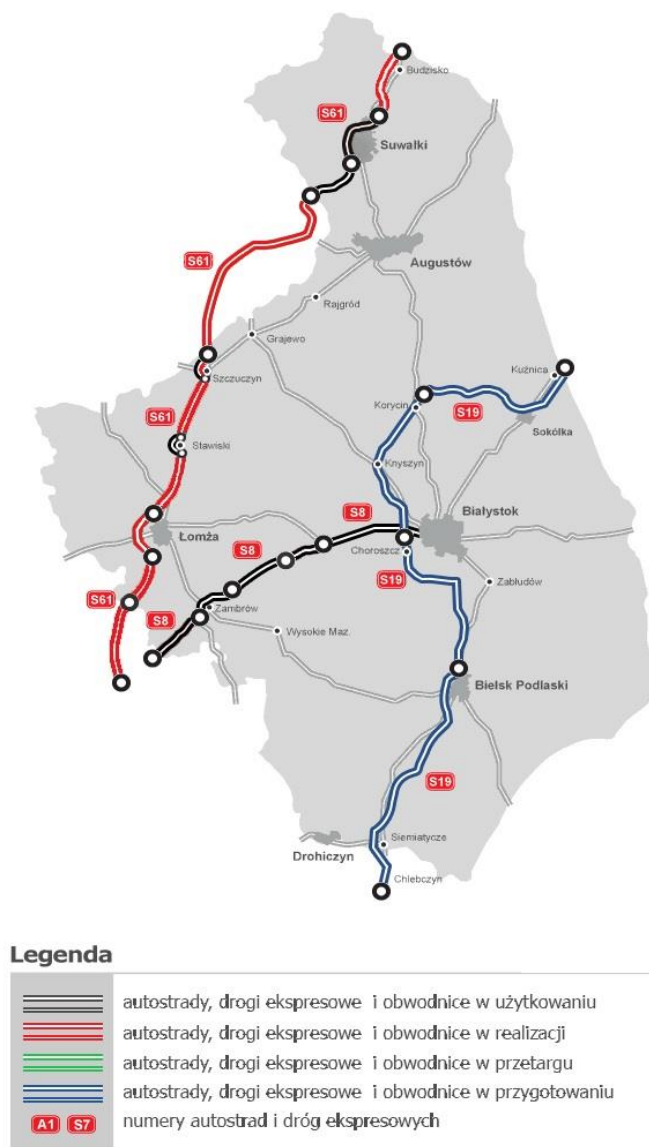 Budzisko
S61
Suwałki
S61
Augustów
Rajgród
Grajewo
Szczuczyn
Kuźnica
Korycin
S19
Sokółka
S61
Stawiski
Knyszyn
Łomża
S8
S8
Białystok
Choroszcz
S19
Zabłudów
S61
S8
Zambrów
Wysokie Maz.
Bielsk Podlaski
S19
Drohiczyn
Siemiatycze
Chlebczyn
Legenda
autostrady, drogi ekspresowe i obwodnice w użytkowaniu
autostrady, drogi ekspresowe i obwodnice w realizacji
autostrady, drogi ekspresowe i obwodnice w przetargu
autostrady, drogi ekspresowe i obwodnice w przygotowaniu
A1 S7 numery autostrad i dróg ekspresowych